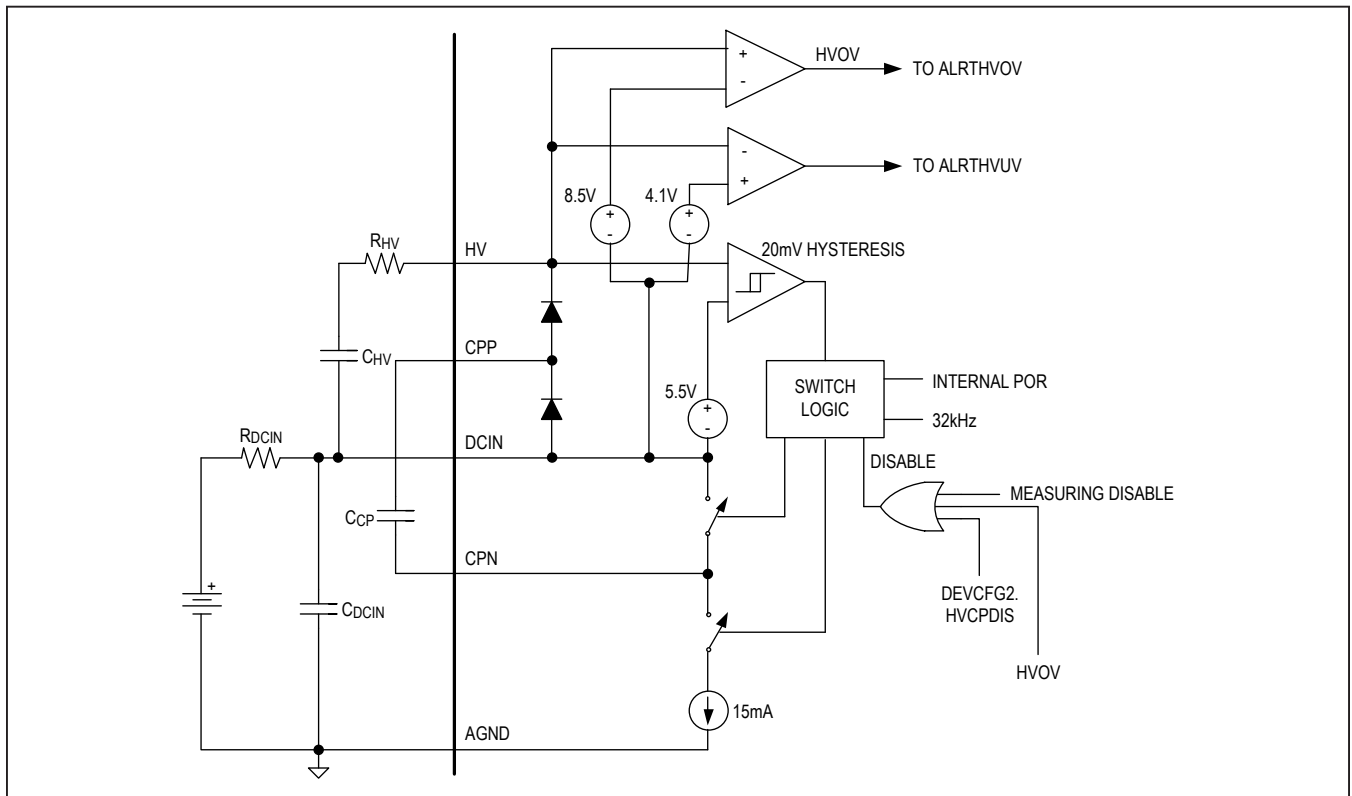 +
-
HVOV
TO ALRTHVOV
-
+
TO ALRTHVUV
8.5V
+
-
4.1V
+
-
RHV
HV
20mV HYSTERESIS
CHV
CPP
5.5V
+
-
SWITCH
LOGIC
INTERNAL POR
32kHz
RDCIN
DCIN
DISABLE
MEASURING DISABLE
CCP
CPN
DEVCFG2.
HVCPDIS
+
CDCIN
HVOV
15mA
AGND